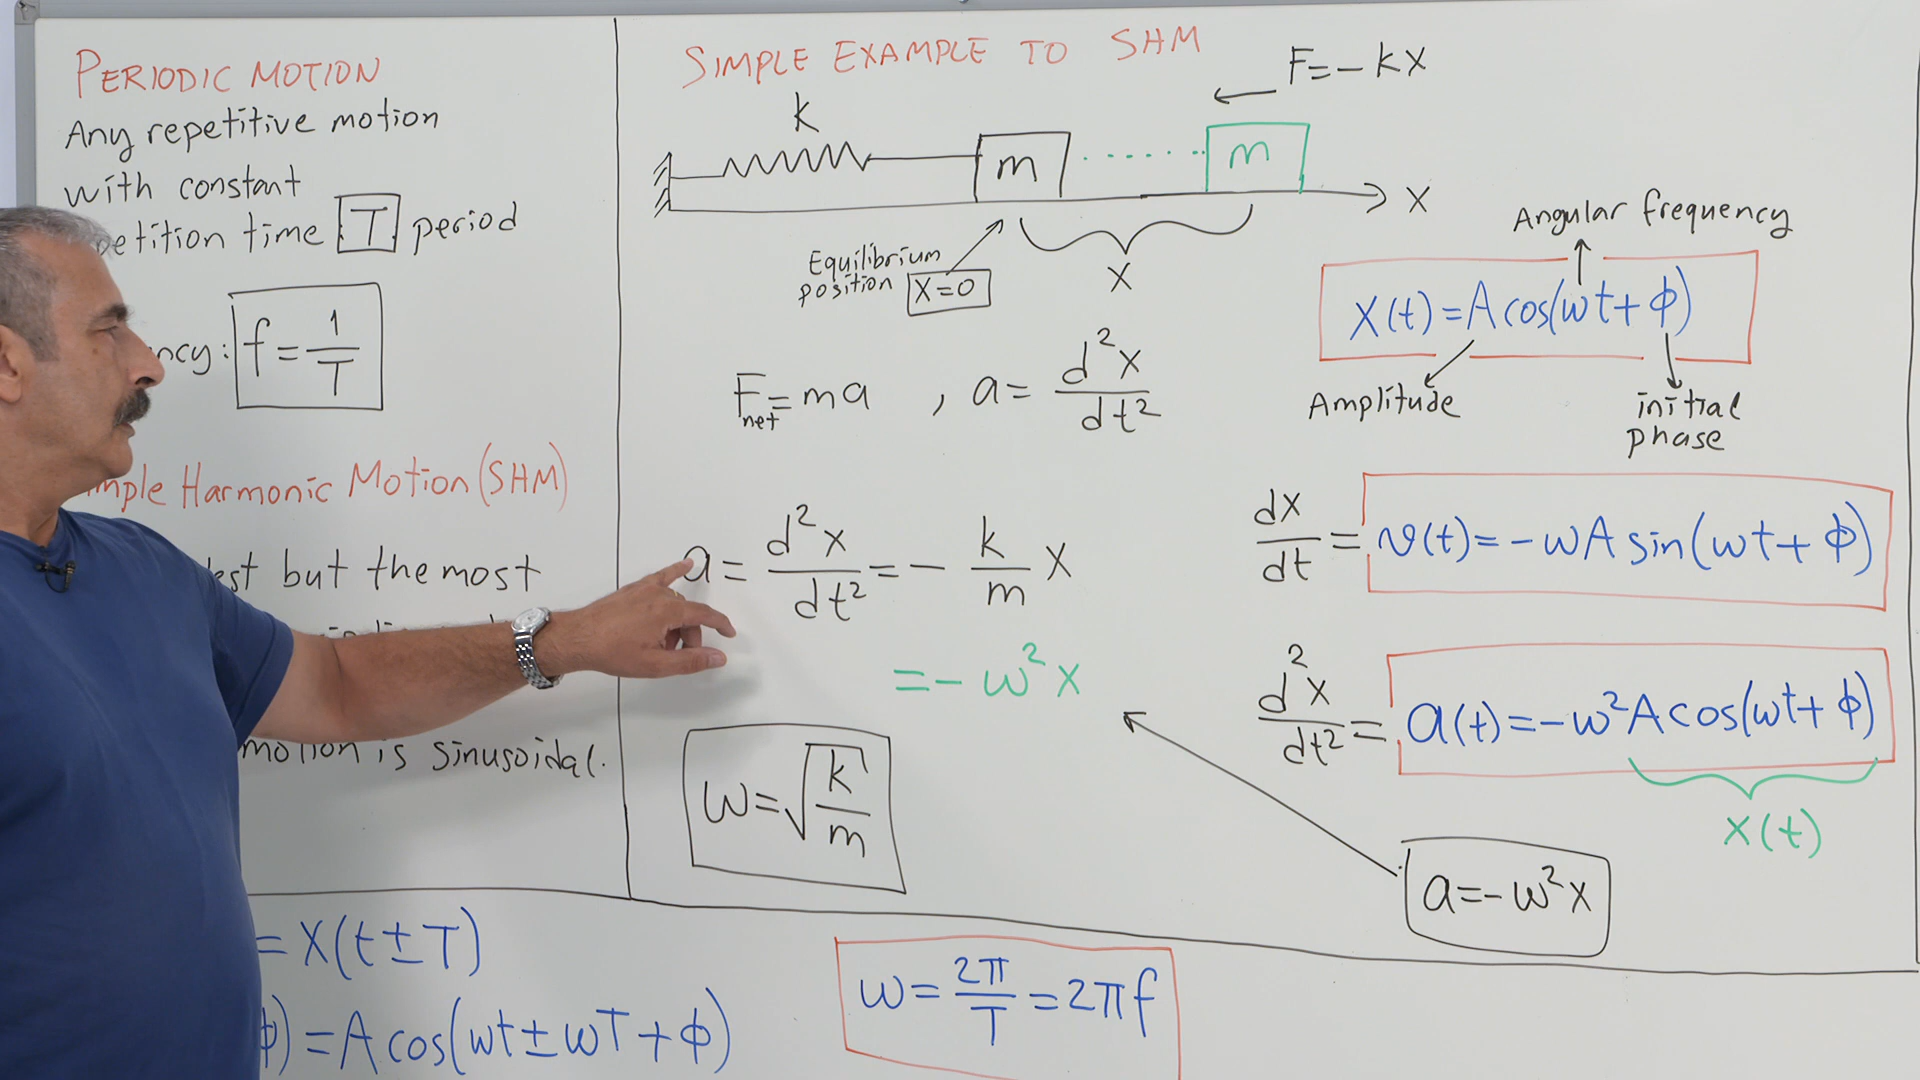 PERIODIC MOTION
Any repetitive motion
with constant
petition time T period
ncy: f = 1/T
mple Harmonic Motion (SHM)
est but the most
motion is sinusoidal.
SIMPLE EXAMPLE TO SHM
F = - kx
k
m
m
x
Equilibrium
position x=0
x
F net = ma , a = d²x/dt²
a = d²x/dt² = - k/m x
= - ω² x
ω = √(k/m)
Angular frequency
x(t) = A cos(ωt + φ)
Amplitude
initial
phase
dx/dt = v(t) = -ωA sin(ωt + φ)
d²x/dt² = a(t) = -ω²A cos(ωt + φ)
x(t)
a = -ω²x
= x(t ± T)
φ) = A cos(ωt ± ωT + φ)
ω = 2π/T = 2πf